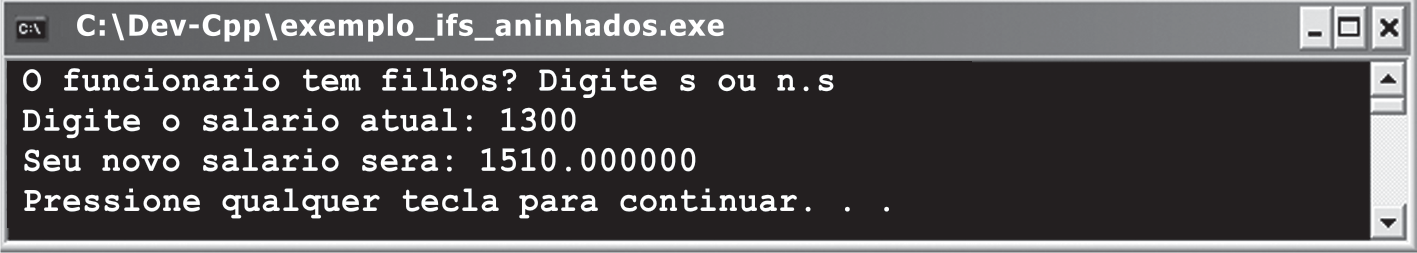 C:\Dev-Cpp\exemplo_ifs_aninhados.exe
O funcionario tem filhos? Digite s ou n.s
Digite o salario atual: 1300
Seu novo salario sera: 1510.000000
Pressione qualquer tecla para continuar. . .